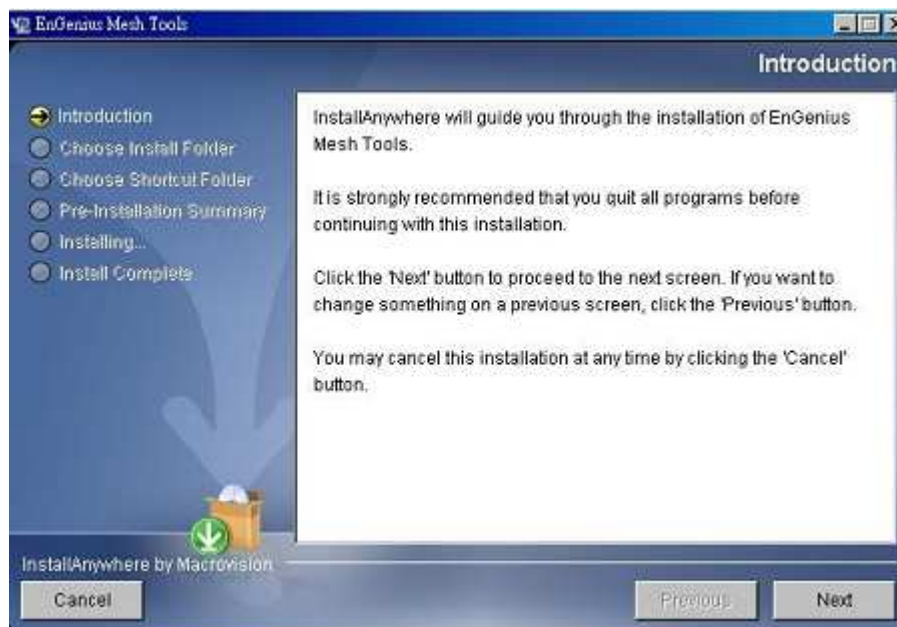 EnGenius Mesh Tools
Introduction
Introduction
Choose Install Folder
Choose Shortcut Folder
Pre-Installation Summary
Installing...
Install Complete
InstallAnywhere will guide you through the installation of EnGenius
Mesh Tools.
It is strongly recommended that you quit all programs before
continuing with this installation.
Click the 'Next' button to proceed to the next screen. If you want to
change something on a previous screen, click the 'Previous' button.
You may cancel this installation at any time by clicking the 'Cancel'
button.
InstallAnywhere by Macrovision
Cancel
Previous
Next